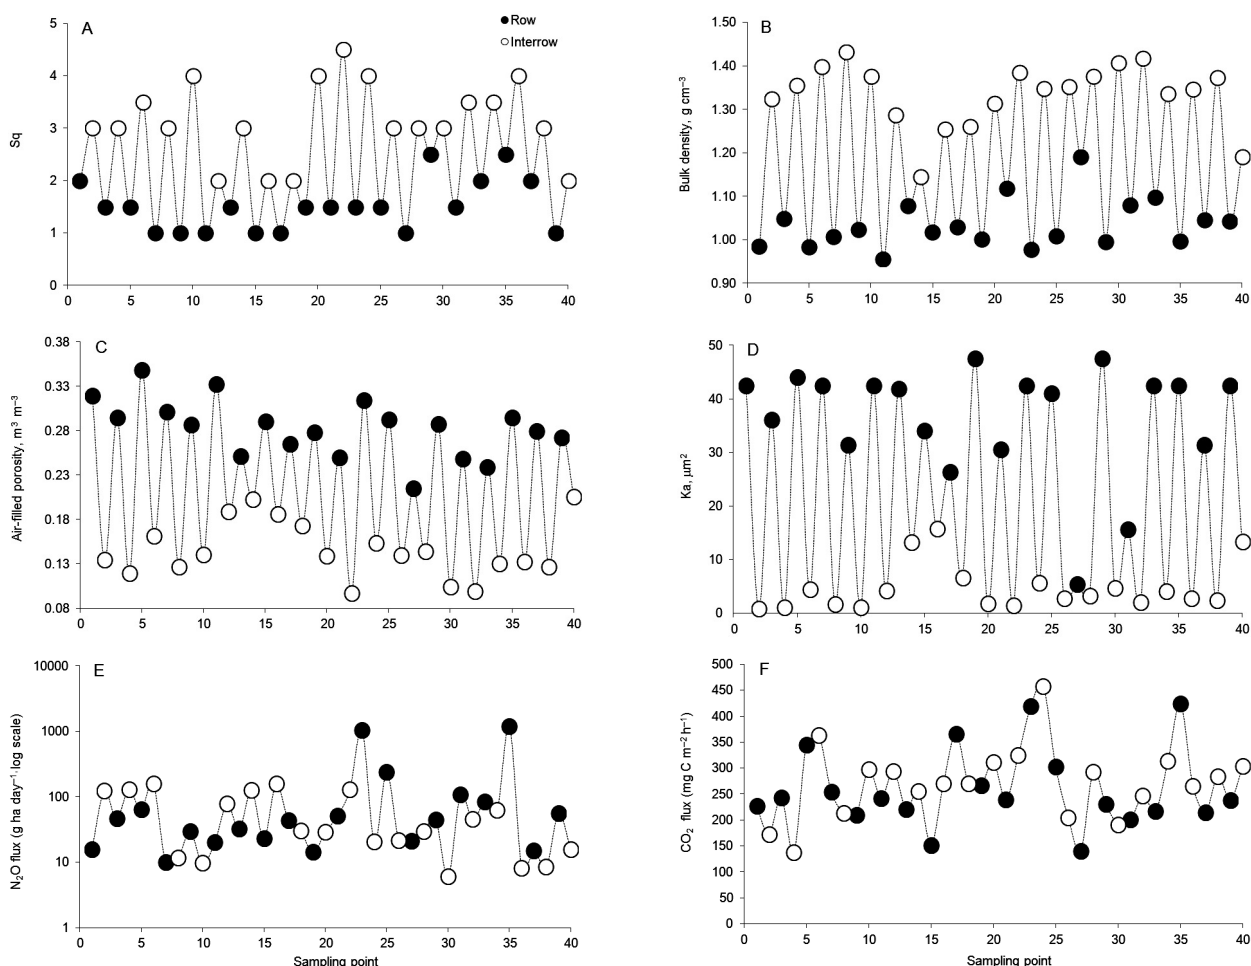 A
Row
Interrow
Sq
5
4
3
2
1
0
0 5 10 15 20 25 30 35 40
B
Bulk density, g cm⁻³
1.50
1.40
1.30
1.20
1.10
1.00
0.90
0 5 10 15 20 25 30 35 40
C
Air-filled porosity, m³ m⁻³
0.38
0.33
0.28
0.23
0.18
0.13
0.08
0 5 10 15 20 25 30 35 40
D
Ka, µm²
50
40
30
20
10
0
0 5 10 15 20 25 30 35 40
E
N₂O flux (g ha day⁻¹·log scale)
10000
1000
100
10
1
0 5 10 15 20 25 30 35 40
Sampling point
F
CO₂ flux (mg C m⁻² h⁻¹)
500
450
400
350
300
250
200
150
100
50
0
0 5 10 15 20 25 30 35 40
Sampling point